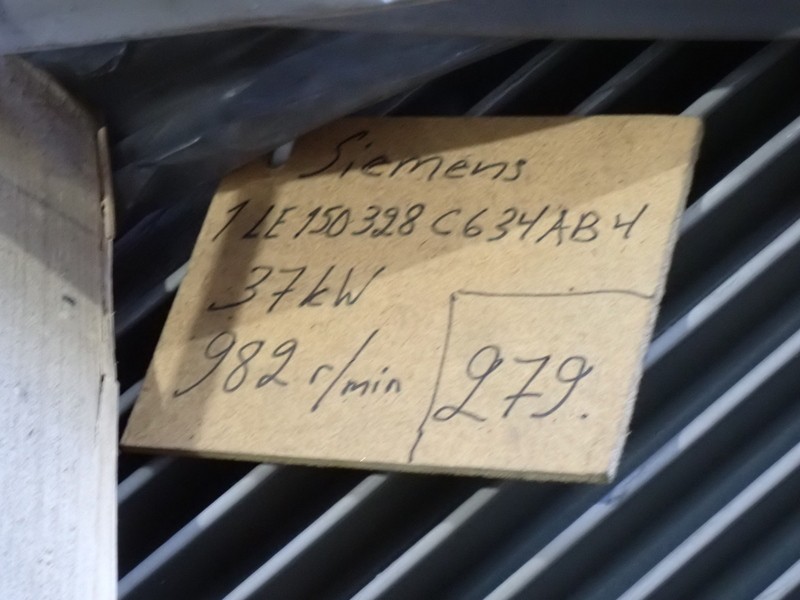 Siemens
1LE150328C634AB4
37kW
982 r/min
279.